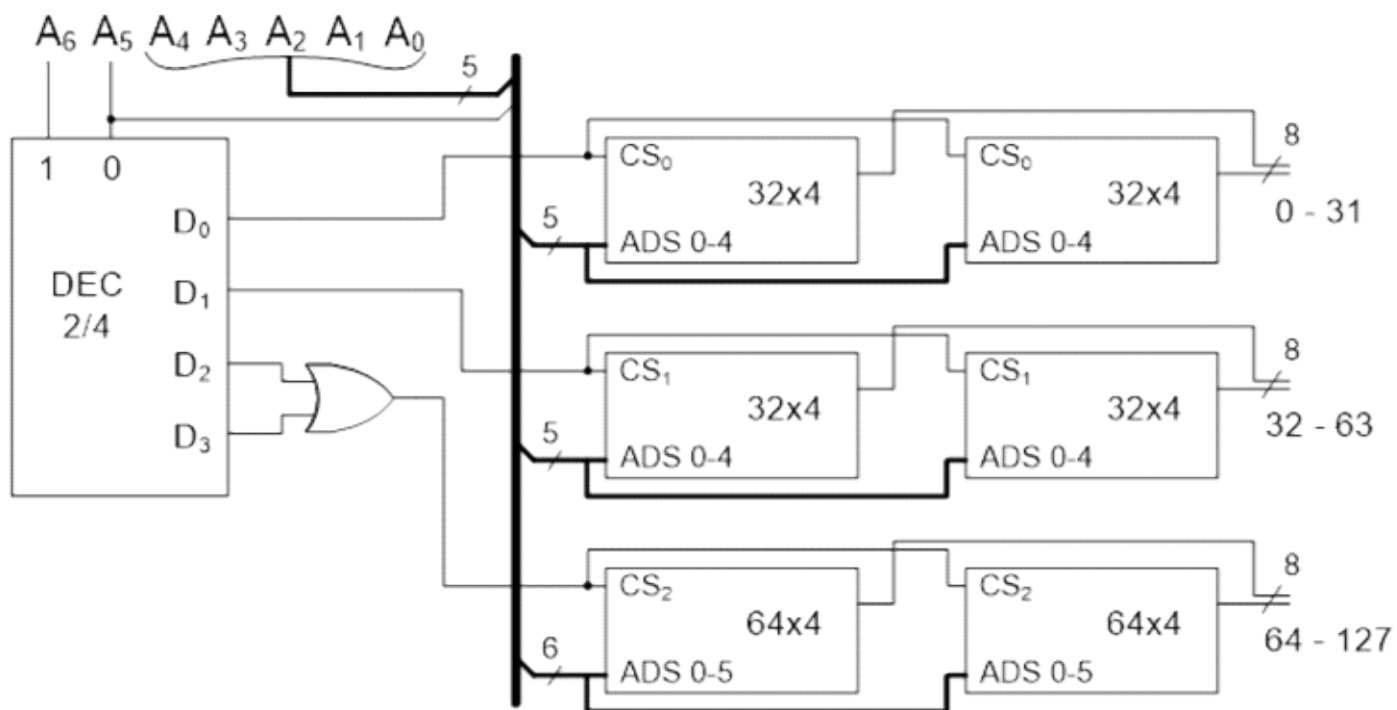 A₆ A₅ A₄ A₃ A₂ A₁ A₀
5
1 0
D₀
DEC
2/4
D₁
D₂
D₃
CS₀
32x4
5
ADS 0-4
CS₀
32x4
ADS 0-4
8
0 - 31
CS₁
32x4
5
ADS 0-4
CS₁
32x4
ADS 0-4
8
32 - 63
CS₂
64x4
6
ADS 0-5
CS₂
64x4
ADS 0-5
8
64 - 127